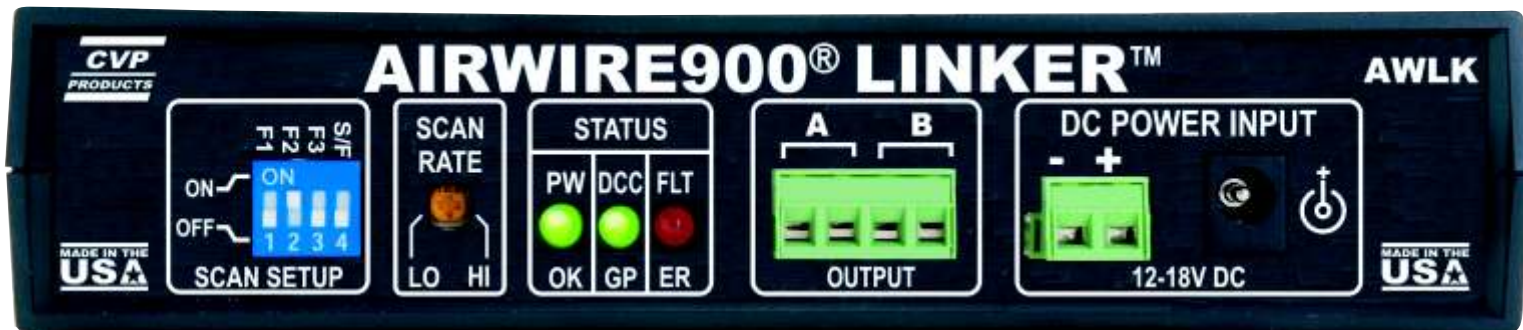 CVP
PRODUCTS
AIRWIRE900® LINKER™
AWLK
F1 F2 F3 S/F
ON
ON
OFF
1 2 3 4
SCAN SETUP
MADE IN THE
USA
SCAN
RATE
LO HI
STATUS
PW DCC FLT
OK GP ER
A B
OUTPUT
DC POWER INPUT
- +
+
12-18V DC
MADE IN THE
USA